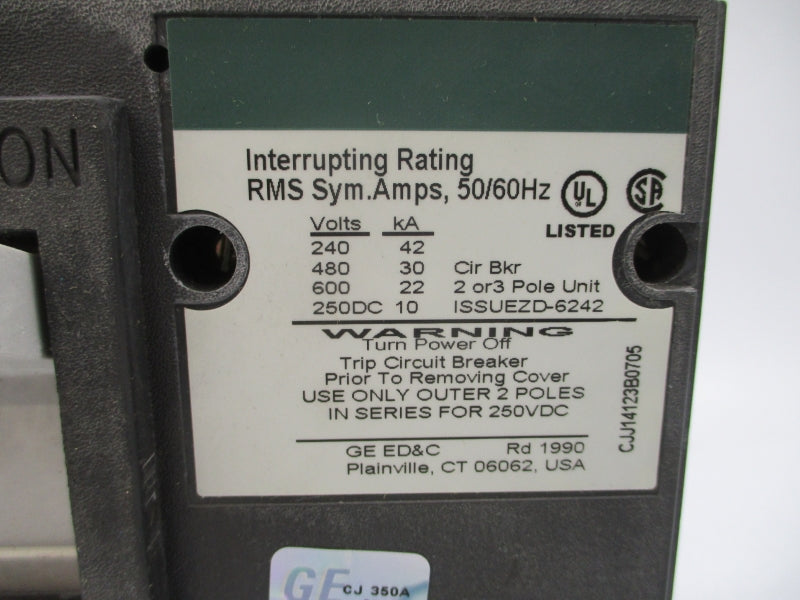 ON
Interrupting Rating
RMS Sym.Amps, 50/60Hz
UL
LISTED
Volts kA
240 42
480 30 Cir Bkr
600 22 2 or3 Pole Unit
250DC 10 ISSUEZD-6242
WARNING
Turn Power Off
Trip Circuit Breaker
Prior To Removing Cover
USE ONLY OUTER 2 POLES
IN SERIES FOR 250VDC
CJJ14123B0705
GE ED&C Rd 1990
Plainville, CT 06062, USA
GE CJ 350A